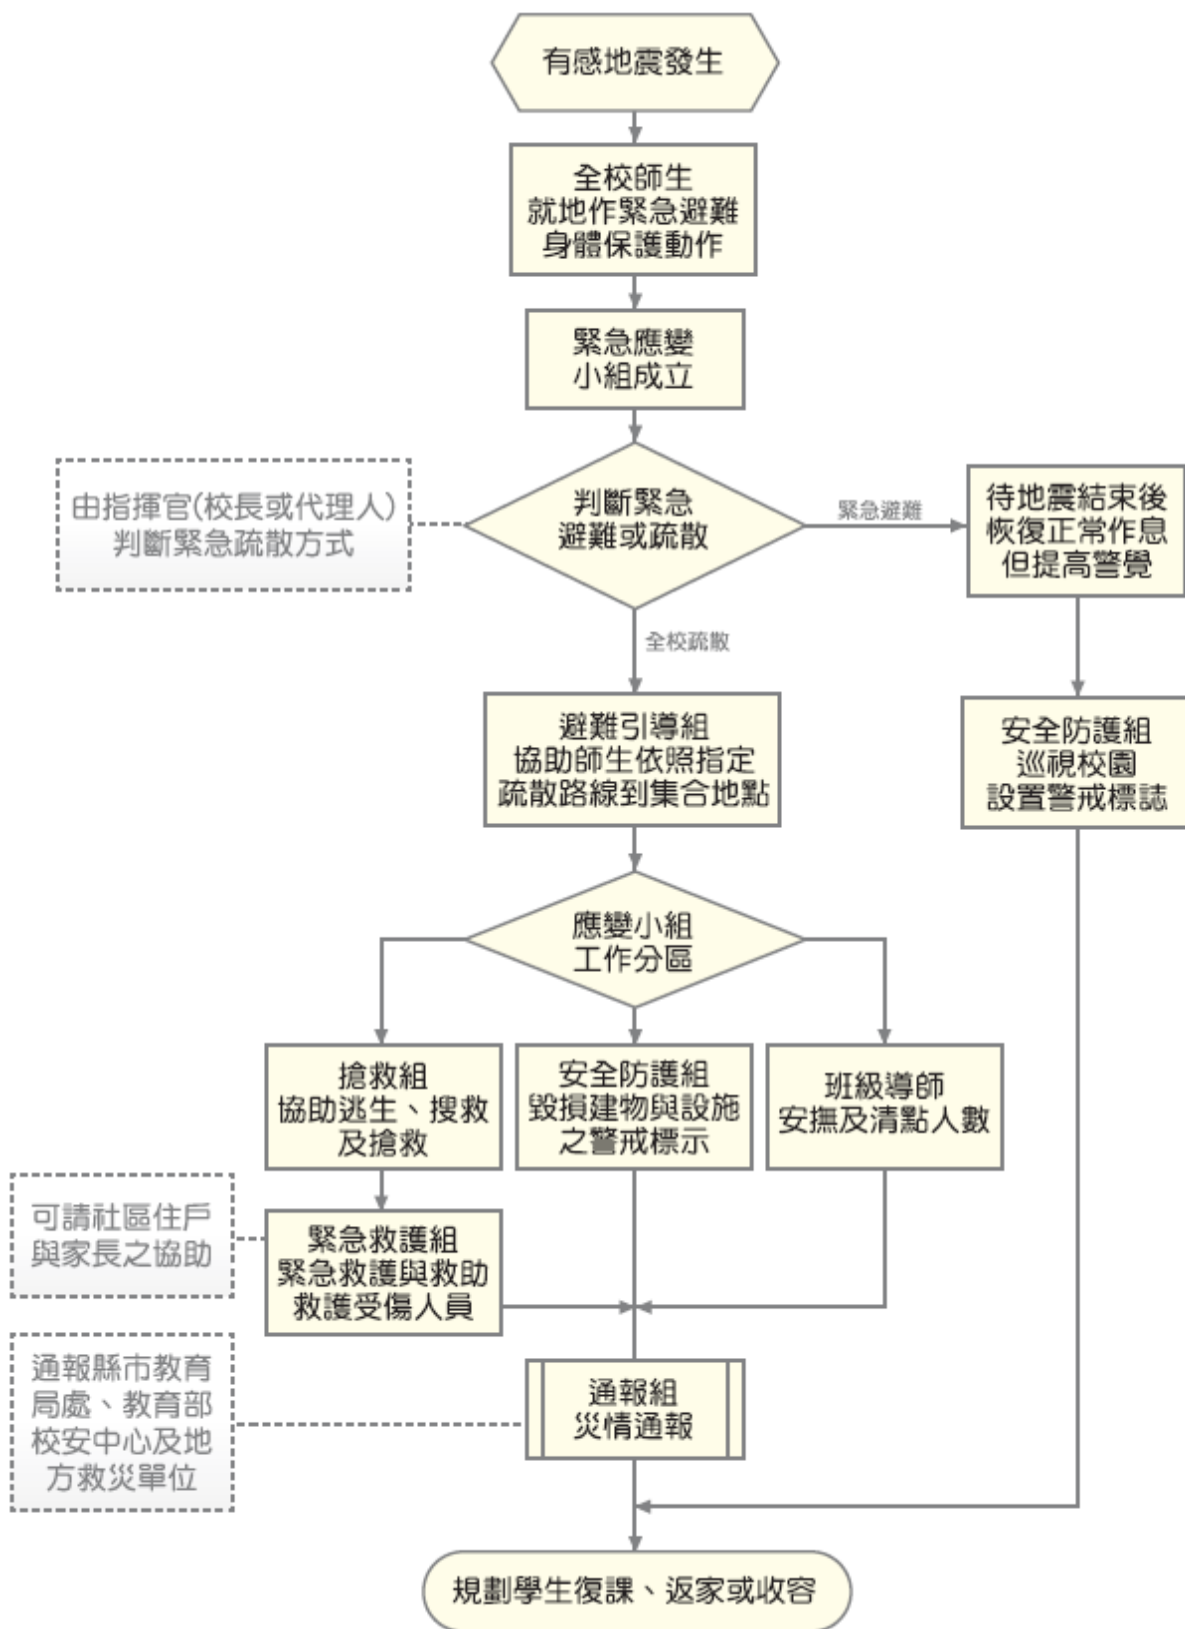 有感地震發生
全校師生
就地作緊急避難
身體保護動作
緊急應變
小組成立
由指揮官(校長或代理人)
判斷緊急疏散方式
判斷緊急
避難或疏散
緊急避難
待地震結束後
恢復正常作息
但提高警覺
全校疏散
避難引導組
協助師生依照指定
疏散路線到集合地點
安全防護組
巡視校園
設置警戒標誌
應變小組
工作分區
搶救組
協助逃生、搜救
及搶救
安全防護組
毀損建物與設施
之警戒標示
班級導師
安撫及清點人數
可請社區住戶
與家長之協助
緊急救護組
緊急救護與救助
救護受傷人員
通報縣市教育
局處、教育部
校安中心及地
方救災單位
通報組
災情通報
規劃學生復課、返家或收容